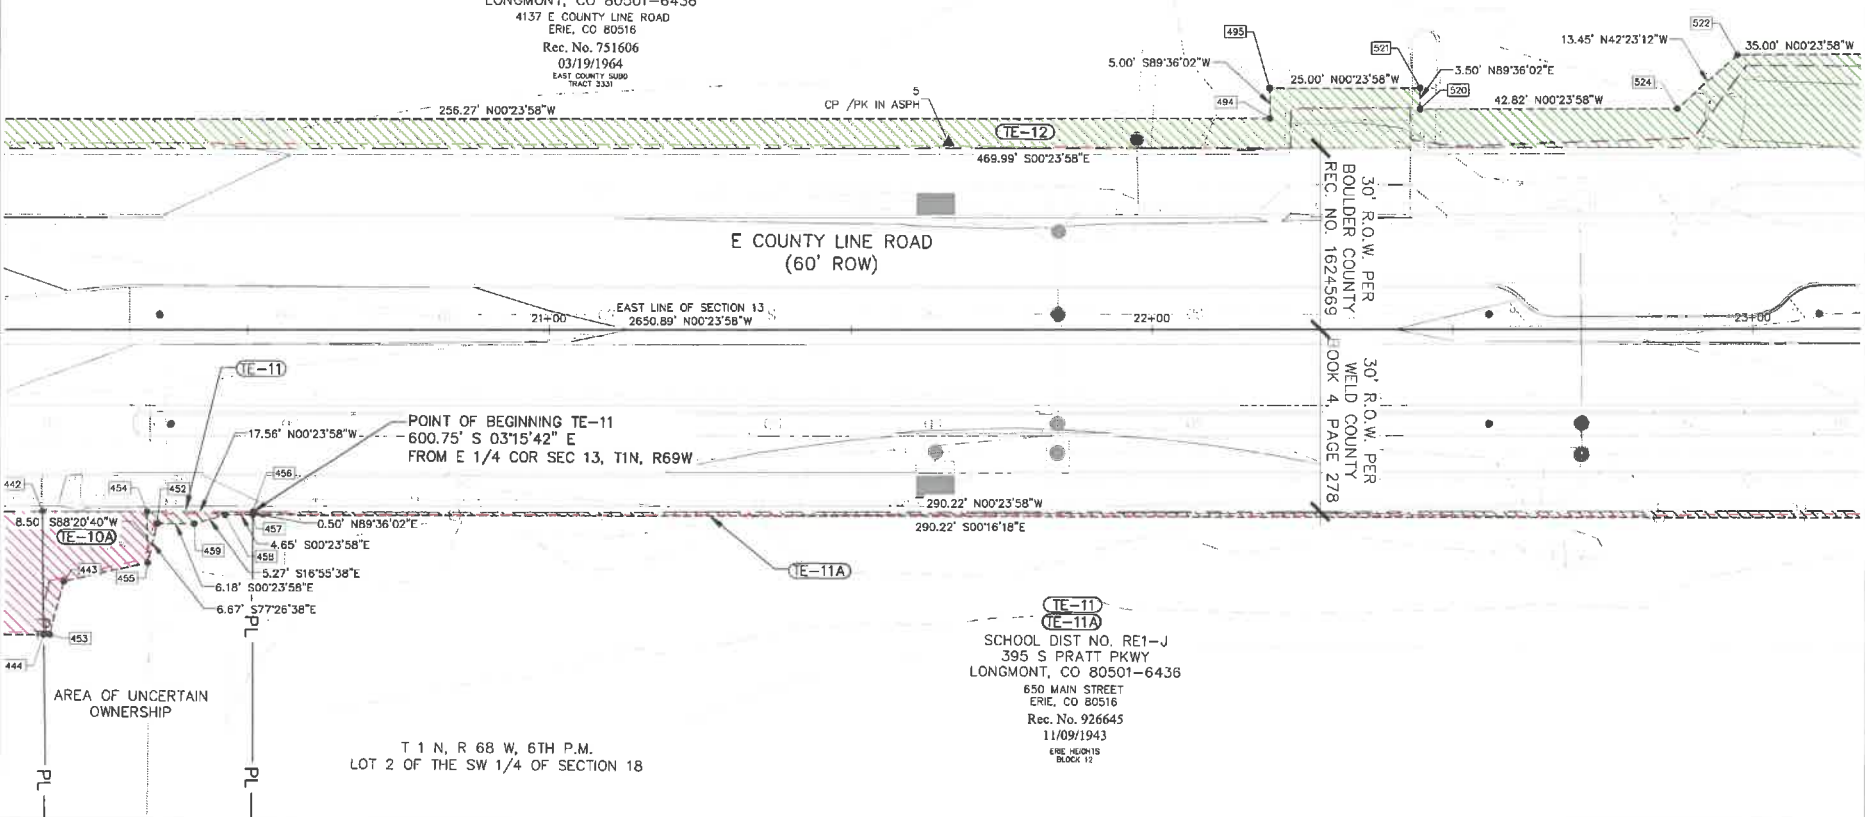 LONGMONT, CO 80501-6436
4137 E COUNTY LINE ROAD
ERIE, CO 80516
Rec. No. 751606
03/19/1964
EAST COUNTY SUBD
TRACT 3331
256.27' N00°23'58"W
5
CP /PK IN ASPH
TE-12
469.99' S00°23'58"E
495
5.00' S89°36'02"W
494
25.00' N00°23'58"W
521
3.50' N89°36'02"E
520
42.82' N00°23'58"W
524
13.45' N42°23'12"W
522
35.00' N00°23'58"W
30' R.O.W. PER
BOULDER COUNTY
REC. NO. 1624569
E COUNTY LINE ROAD
(60' ROW)
EAST LINE OF SECTION 13
2650.89' N00°23'58"W
21+00
22+00
23+00
30' R.O.W. PER
WELD COUNTY
BOOK 4, PAGE 278
TE-11
17.56' N00°23'58"W
POINT OF BEGINNING TE-11
600.75' S 03°15'42" E
FROM E 1/4 COR SEC 13, T1N, R69W
442
454
452
456
8.50' S88°20'40"W
TE-10A
457
0.50' N89°36'02"E
4.65' S00°23'58"E
459
458
5.27' S16°55'38"E
443
455
6.18' S00°23'58"E
6.67' S77°26'38"E
453
444
290.22' N00°23'58"W
290.22' S00°16'18"E
TE-11A
AREA OF UNCERTAIN
OWNERSHIP
PL
PL
PL
T 1 N, R 68 W, 6TH P.M.
LOT 2 OF THE SW 1/4 OF SECTION 18
TE-11
TE-11A
SCHOOL DIST NO. RE1-J
395 S PRATT PKWY
LONGMONT, CO 80501-6436
650 MAIN STREET
ERIE, CO 80516
Rec. No. 926645
11/09/1943
ERIE HEIGHTS
BLOCK 12